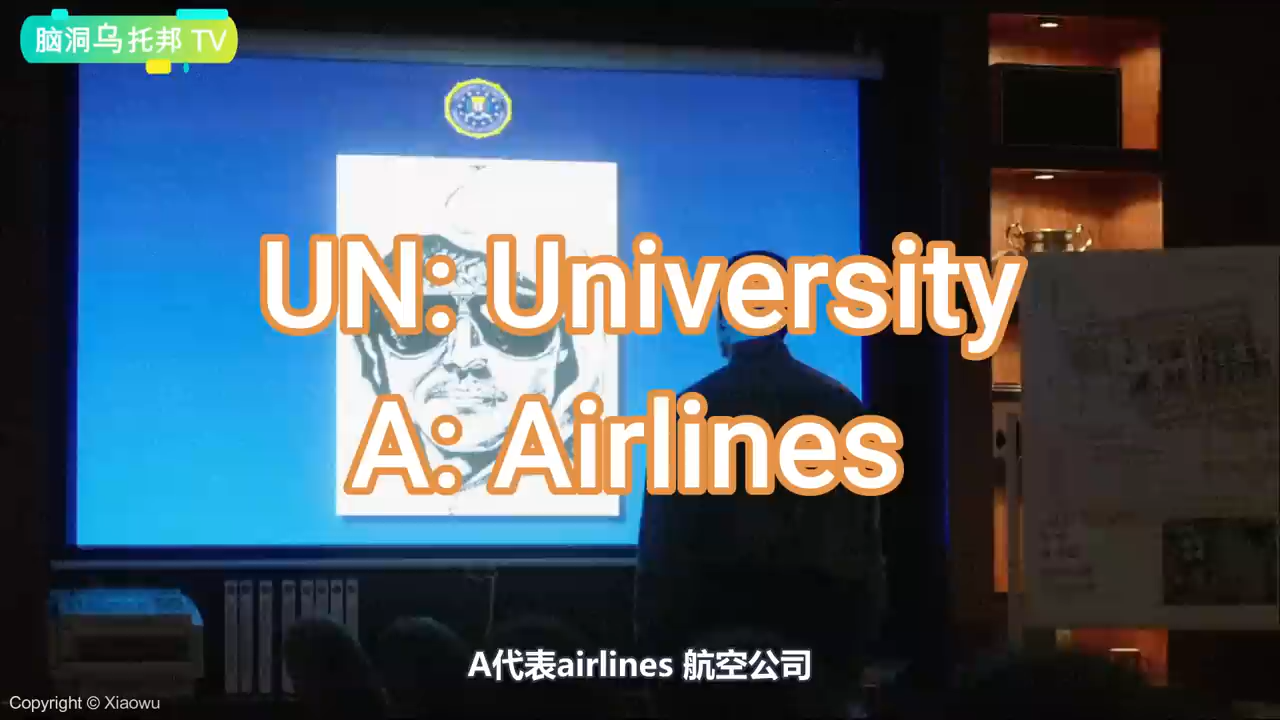 脑洞乌托邦 TV
UN: University
A: Airlines
A代表airlines 航空公司
Copyright © Xiaowu